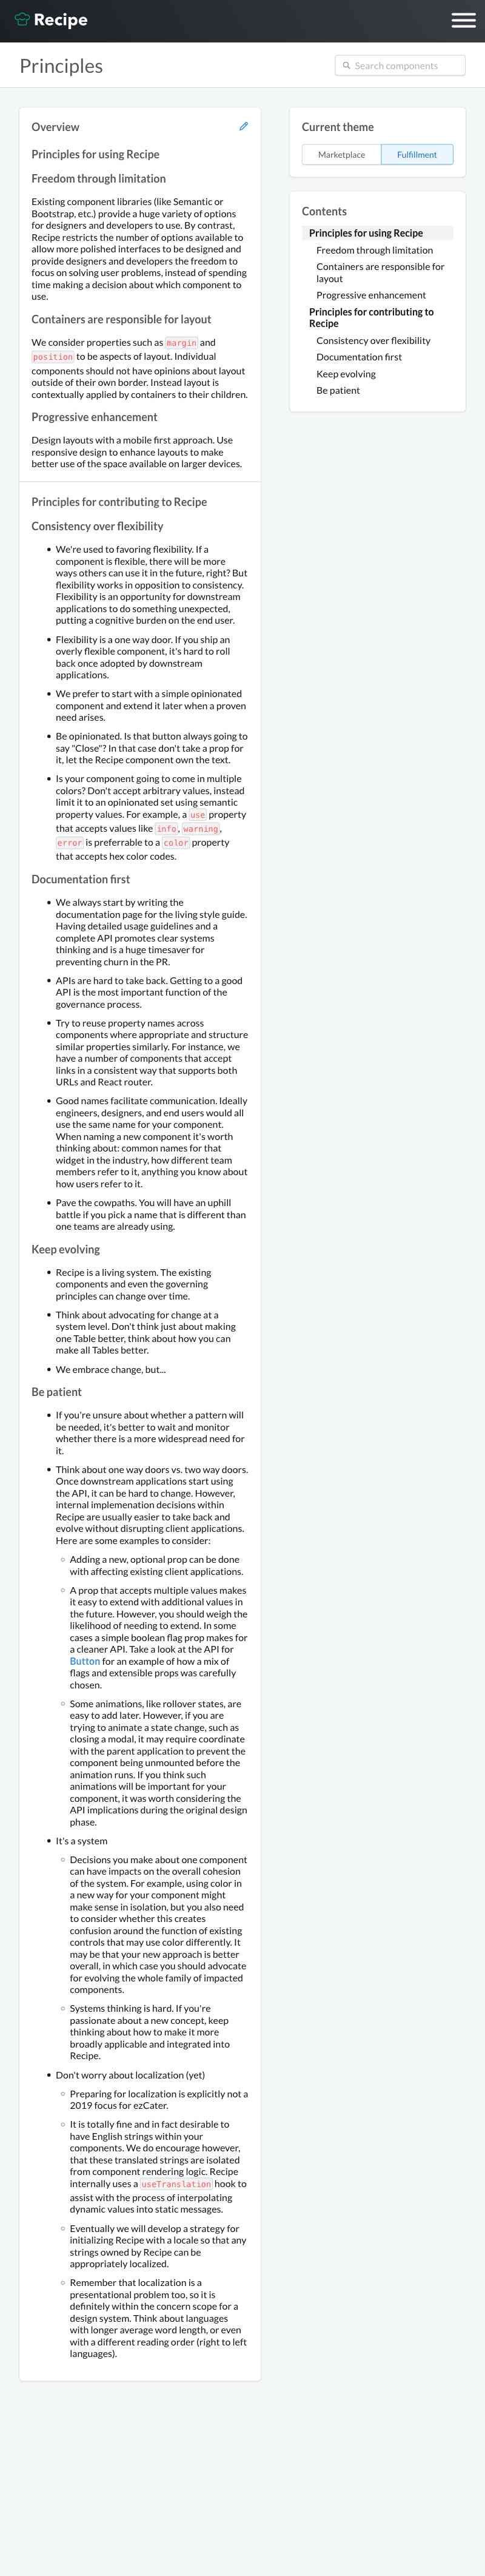 Recipe
Principles
Search components
Overview
Principles for using Recipe
Freedom through limitation
Existing component libraries (like Semantic or
Bootstrap, etc.) provide a huge variety of options
for designers and developers to use. By contrast,
Recipe restricts the number of options available to
allow more polished interfaces to be designed and
provide designers and developers the freedom to
focus on solving user problems, instead of spending
time making a decision about which component to
use.
Containers are responsible for layout
We consider properties such as margin and
position to be aspects of layout. Individual
components should not have opinions about layout
outside of their own border. Instead layout is
contextually applied by containers to their children.
Progressive enhancement
Design layouts with a mobile first approach. Use
responsive design to enhance layouts to make
better use of the space available on larger devices.
Principles for contributing to Recipe
Consistency over flexibility
• We're used to favoring flexibility. If a
component is flexible, there will be more
ways others can use it in the future, right? But
flexibility works in opposition to consistency.
Flexibility is an opportunity for downstream
applications to do something unexpected,
putting a cognitive burden on the end user.
• Flexibility is a one way door. If you ship an
overly flexible component, it's hard to roll
back once adopted by downstream
applications.
• We prefer to start with a simple opinionated
component and extend it later when a proven
need arises.
• Be opinionated. Is that button always going to
say "Close"? In that case don't take a prop for
it, let the Recipe component own the text.
• Is your component going to come in multiple
colors? Don't accept arbitrary values, instead
limit it to an opinionated set using semantic
property values. For example, a use property
that accepts values like info, warning,
error is preferrable to a color property
that accepts hex color codes.
Documentation first
• We always start by writing the
documentation page for the living style guide.
Having detailed usage guidelines and a
complete API promotes clear systems
thinking and is a huge timesaver for
preventing churn in the PR.
• APIs are hard to take back. Getting to a good
API is the most important function of the
governance process.
• Try to reuse property names across
components where appropriate and structure
similar properties similarly. For instance, we
have a number of components that accept
links in a consistent way that supports both
URLs and React router.
• Good names facilitate communication. Ideally
engineers, designers, and end users would all
use the same name for your component.
When naming a new component it's worth
thinking about: common names for that
widget in the industry, how different team
members refer to it, anything you know about
how users refer to it.
• Pave the cowpaths. You will have an uphill
battle if you pick a name that is different than
one teams are already using.
Keep evolving
• Recipe is a living system. The existing
components and even the governing
principles can change over time.
• Think about advocating for change at a
system level. Don't think just about making
one Table better, think about how you can
make all Tables better.
• We embrace change, but...
Be patient
• If you're unsure about whether a pattern will
be needed, it's better to wait and monitor
whether there is a more widespread need for
it.
• Think about one way doors vs. two way doors.
Once downstream applications start using
the API, it can be hard to change. However,
internal implemenation decisions within
Recipe are usually easier to take back and
evolve without disrupting client applications.
Here are some examples to consider:
◦ Adding a new, optional prop can be done
with affecting existing client applications.
◦ A prop that accepts multiple values makes
it easy to extend with additional values in
the future. However, you should weigh the
likelihood of needing to extend. In some
cases a simple boolean flag prop makes for
a cleaner API. Take a look at the API for
Button for an example of how a mix of
flags and extensible props was carefully
chosen.
◦ Some animations, like rollover states, are
easy to add later. However, if you are
trying to animate a state change, such as
closing a modal, it may require coordinate
with the parent application to prevent the
component being unmounted before the
animation runs. If you think such
animations will be important for your
component, it was worth considering the
API implications during the original design
phase.
• It's a system
◦ Decisions you make about one component
can have impacts on the overall cohesion
of the system. For example, using color in
a new way for your component might
make sense in isolation, but you also need
to consider whether this creates
confusion around the function of existing
controls that may use color differently. It
may be that your new approach is better
overall, in which case you should advocate
for evolving the whole family of impacted
components.
◦ Systems thinking is hard. If you're
passionate about a new concept, keep
thinking about how to make it more
broadly applicable and integrated into
Recipe.
• Don't worry about localization (yet)
◦ Preparing for localization is explicitly not a
2019 focus for ezCater.
◦ It is totally fine and in fact desirable to
have English strings within your
components. We do encourage however,
that these translated strings are isolated
from component rendering logic. Recipe
internally uses a useTranslation hook to
assist with the process of interpolating
dynamic values into static messages.
◦ Eventually we will develop a strategy for
initializing Recipe with a locale so that any
strings owned by Recipe can be
appropriately localized.
◦ Remember that localization is a
presentational problem too, so it is
definitely within the concern scope for a
design system. Think about languages
with longer average word length, or even
with a different reading order (right to left
languages).
Current theme
Marketplace
Fulfillment
Contents
Principles for using Recipe
Freedom through limitation
Containers are responsible for
layout
Progressive enhancement
Principles for contributing to
Recipe
Consistency over flexibility
Documentation first
Keep evolving
Be patient